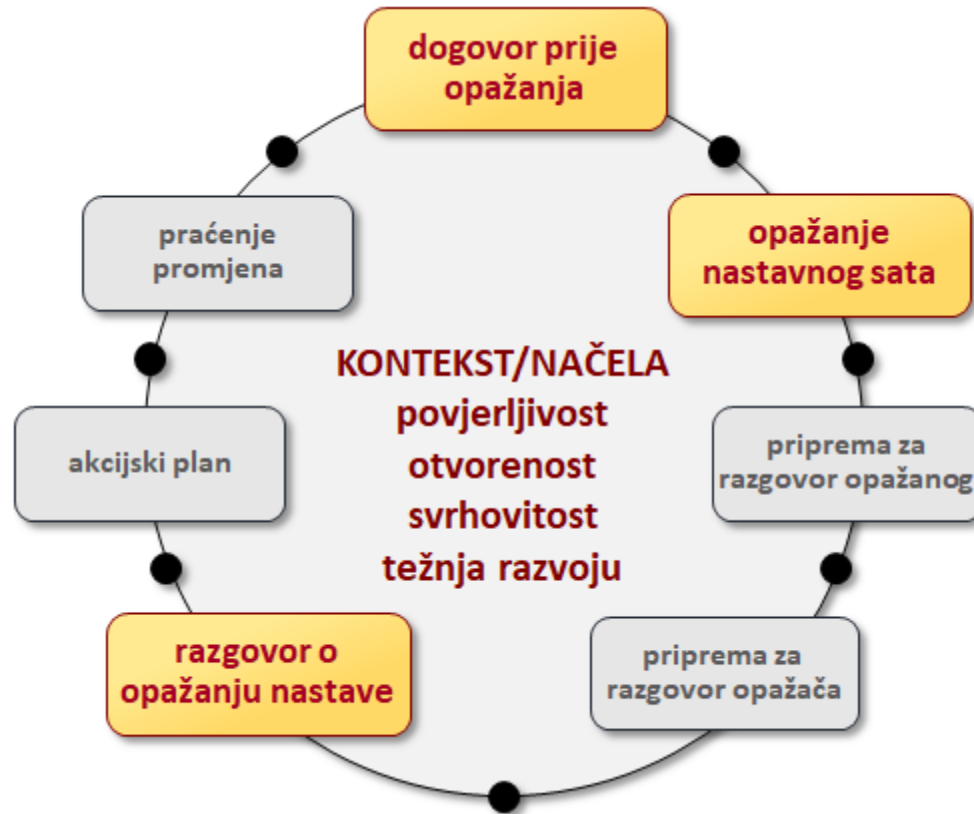 dogovor prije
opažanja
opažanje
nastavnog sata
priprema za
razgovor opažanog
priprema za
razgovor opažača
razgovor o
opažanju nastave
akcijski plan
praćenje
promjena
KONTEKST/NAČELA
povjerljivost
otvorenost
svrhovitost
težnja razvoju